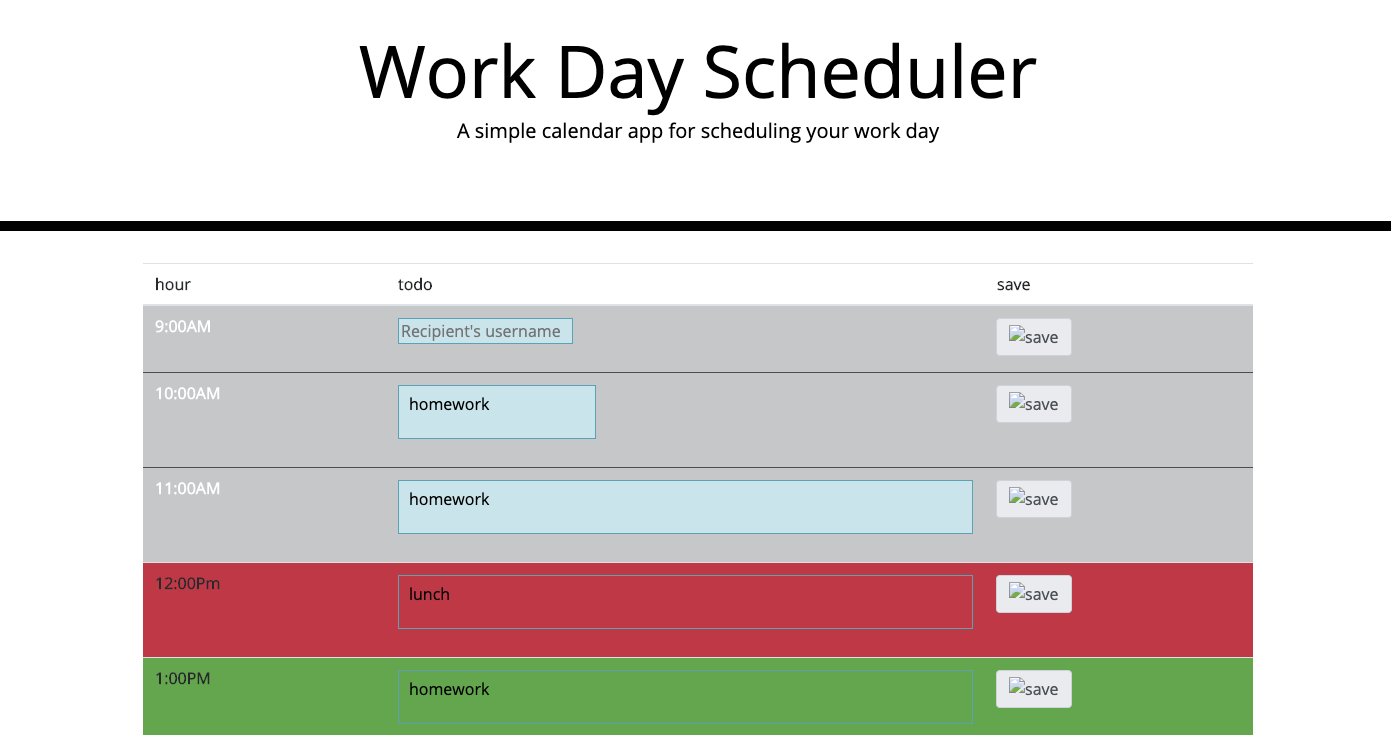 Work Day Scheduler
A simple calendar app for scheduling your work day
hour todo save
9:00AM Recipient's username save
10:00AM homework save
11:00AM homework save
12:00Pm lunch save
1:00PM homework save